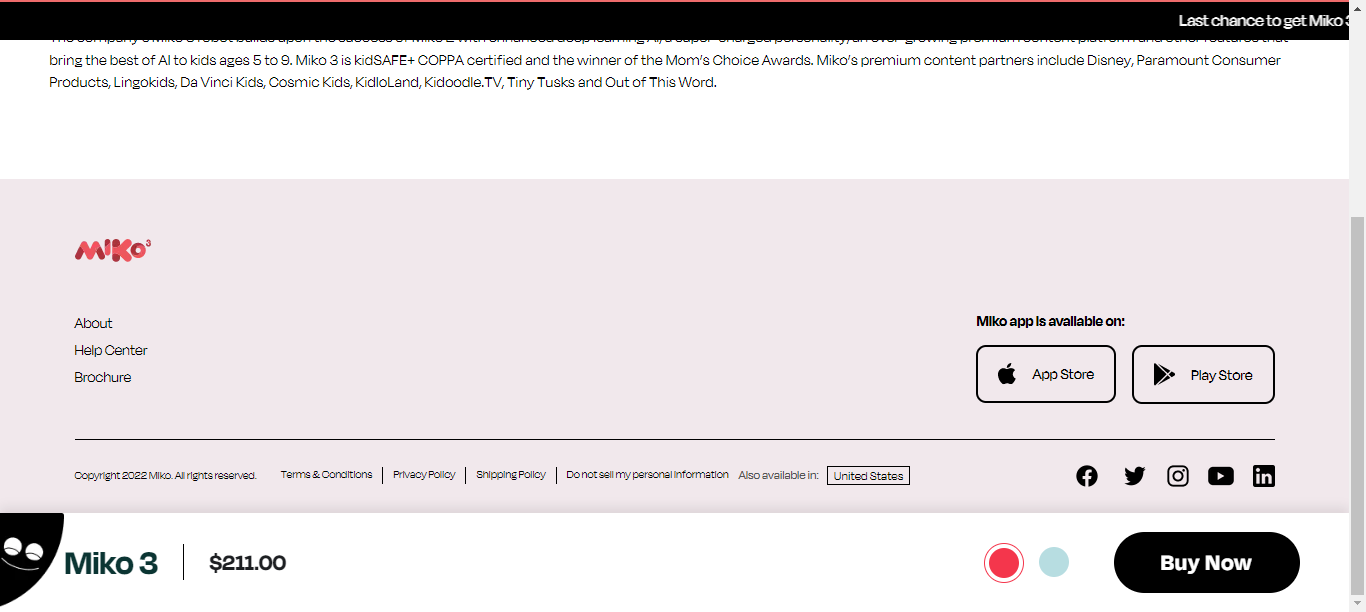 Last chance to get Miko 3
bring the best of AI to kids ages 5 to 9. Miko 3 is kidSAFE+ COPPA certified and the winner of the Mom's Choice Awards. Miko's premium content partners include Disney, Paramount Consumer
Products, Lingokids, Da Vinci Kids, Cosmic Kids, KidloLand, Kidoodle.TV, Tiny Tusks and Out of This Word.
MIKO3
About
Help Center
Brochure
Miko app is available on:
App Store
Play Store
Copyright 2022 Miko. All rights reserved.
Terms & Conditions
Privacy Policy
Shipping Policy
Do not sell my personal information
Also available in:
United States
Miko 3
$211.00
Buy Now